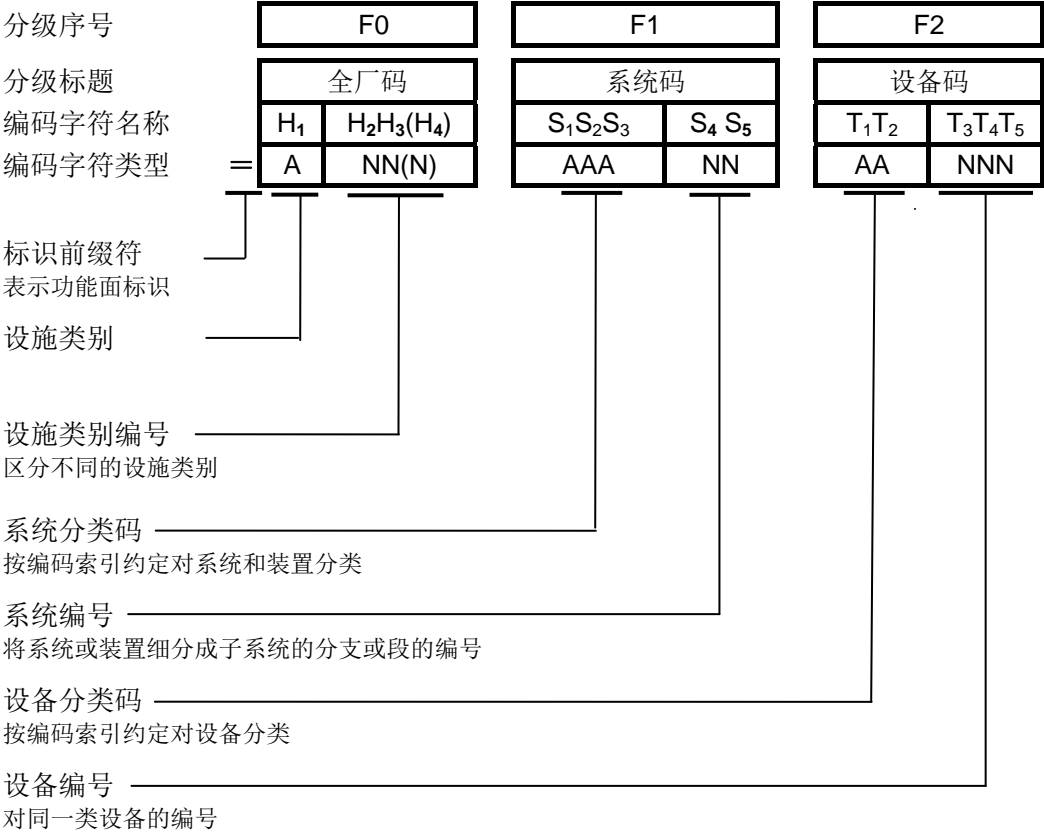 分级序号 F0 F1 F2
分级标题 全厂码 系统码 设备码
编码字符名称 H₁ H₂H₃(H₄) S₁S₂S₃ S₄ S₅ T₁T₂ T₃T₄T₅
编码字符类型 = A NN(N) AAA NN AA NNN
标识前缀符
表示功能面标识
设施类别
设施类别编号
区分不同的设施类别
系统分类码
按编码索引约定对系统和装置分类
系统编号
将系统或装置细分成子系统的分支或段的编号
设备分类码
按编码索引约定对设备分类
设备编号
对同一类设备的编号